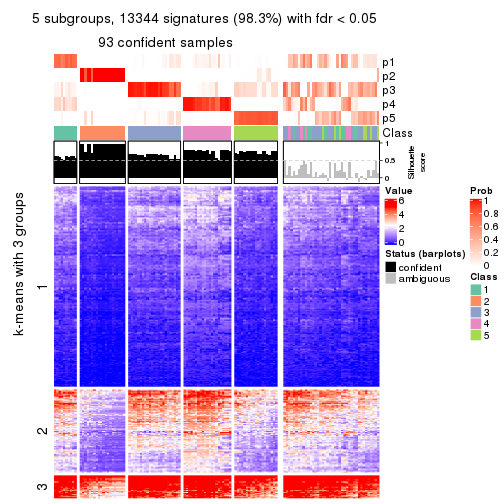 5 subgroups, 13344 signatures (98.3%) with fdr < 0.05
93 confident samples
p1
p2
p3
p4
p5
Class
1
0.5
0
Silhouette
score
k-means with 3 groups
1
2
3
Value
6
4
2
0
Status (barplots)
confident
ambiguous
Prob
1
0.8
0.6
0.4
0.2
0
Class
1
2
3
4
5